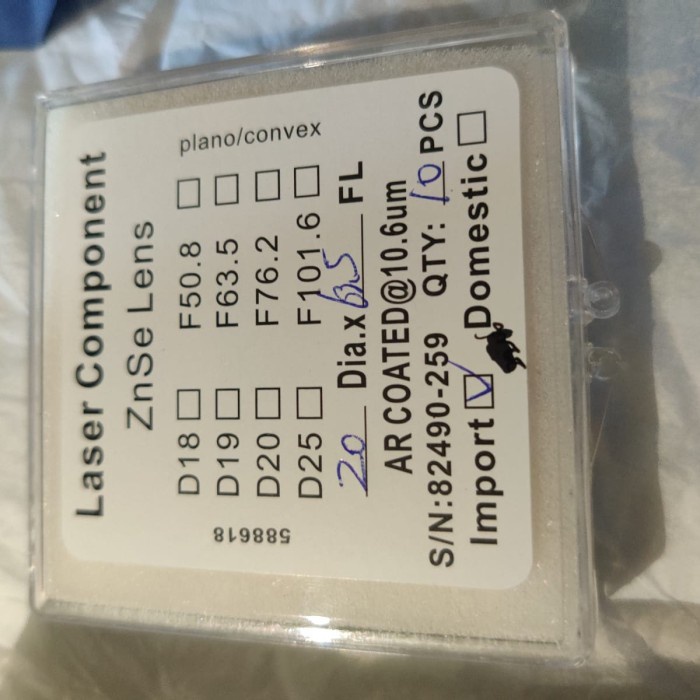 Laser Component
ZnSe Lens
plano/convex
D18 ☐ F50.8 ☐
D19 ☐ F63.5 ☐
D20 ☐ F76.2 ☐
D25 ☐ F101.6 ☐
20 Dia.x 63.5 FL
AR COATED@10.6um
S/N:82490-259 QTY: 10 PCS
Import ☑ Domestic ☐
588618